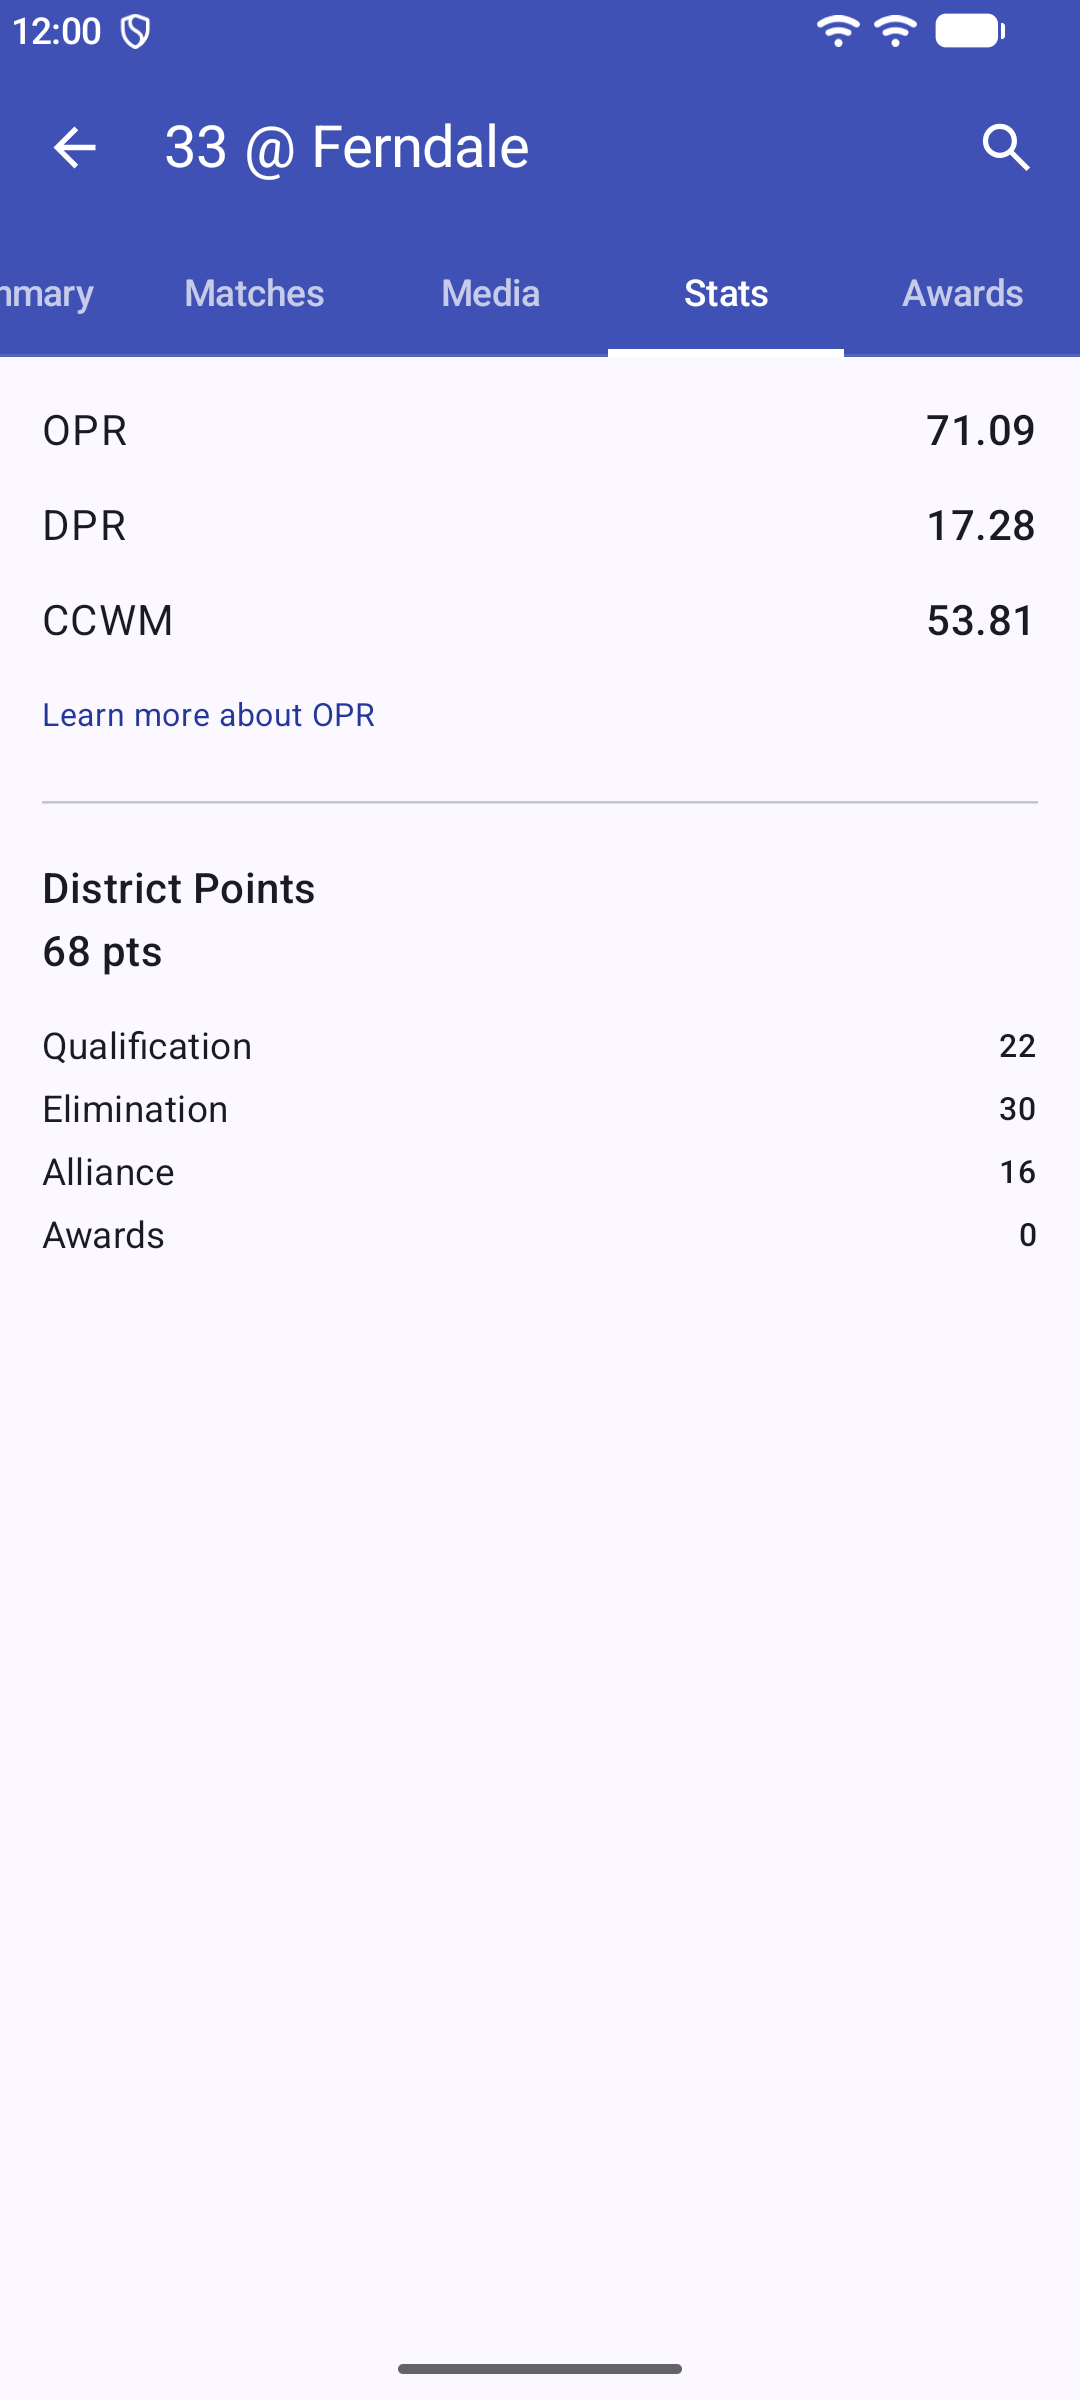 12:00
33 @ Ferndale
nmary Matches Media Stats Awards
OPR 71.09
DPR 17.28
CCWM 53.81
Learn more about OPR
District Points
68 pts
Qualification 22
Elimination 30
Alliance 16
Awards 0